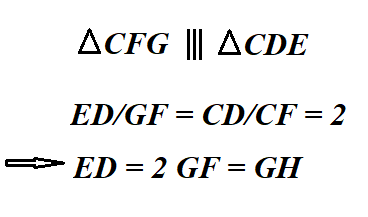 ΔCFG ||| ΔCDE
ED/GF = CD/CF = 2
⇒ ED = 2 GF = GH